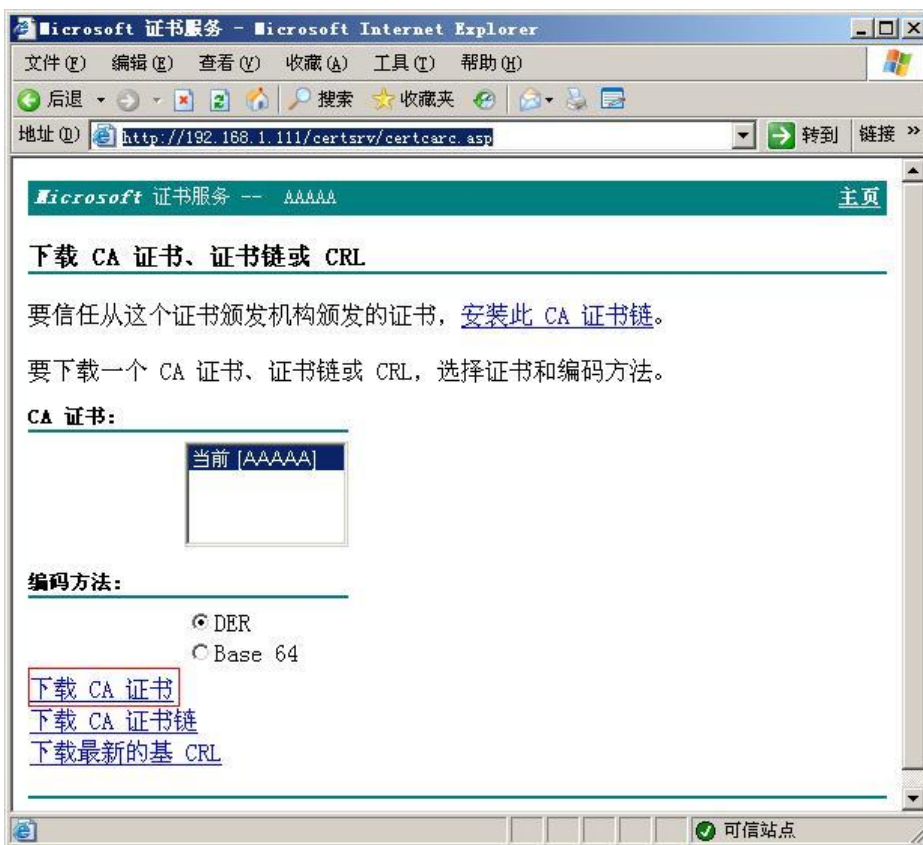 Microsoft 证书服务 - Microsoft Internet Explorer
文件(F) 编辑(E) 查看(V) 收藏(A) 工具(T) 帮助(H)
后退 搜索 收藏夹
地址(D) http://192.168.1.111/certsrv/certcarc.asp 转到 链接 »
Microsoft 证书服务 -- AAAAA 主页
下载 CA 证书、证书链或 CRL
要信任从这个证书颁发机构颁发的证书，安装此 CA 证书链。
要下载一个 CA 证书、证书链或 CRL，选择证书和编码方法。
CA 证书:
当前 [AAAAA]
编码方法:
DER
Base 64
下载 CA 证书
下载 CA 证书链
下载最新的基 CRL
可信站点